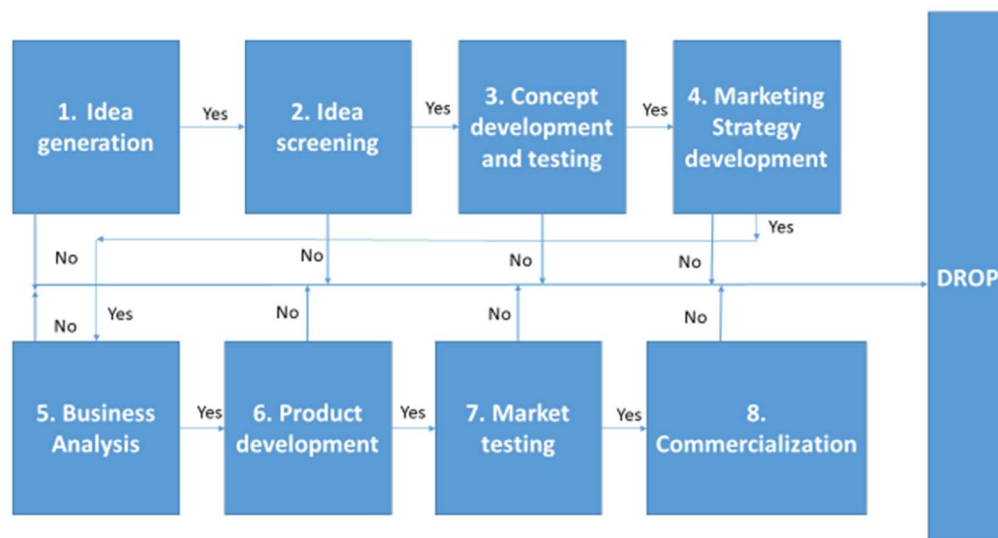 1. Idea
generation
Yes
2. Idea
screening
Yes
3. Concept
development
and testing
Yes
4. Marketing
Strategy
development
Yes
No
No
No
No
DROP
No
Yes
No
No
No
5. Business
Analysis
Yes
6. Product
development
Yes
7. Market
testing
Yes
8.
Commercialization